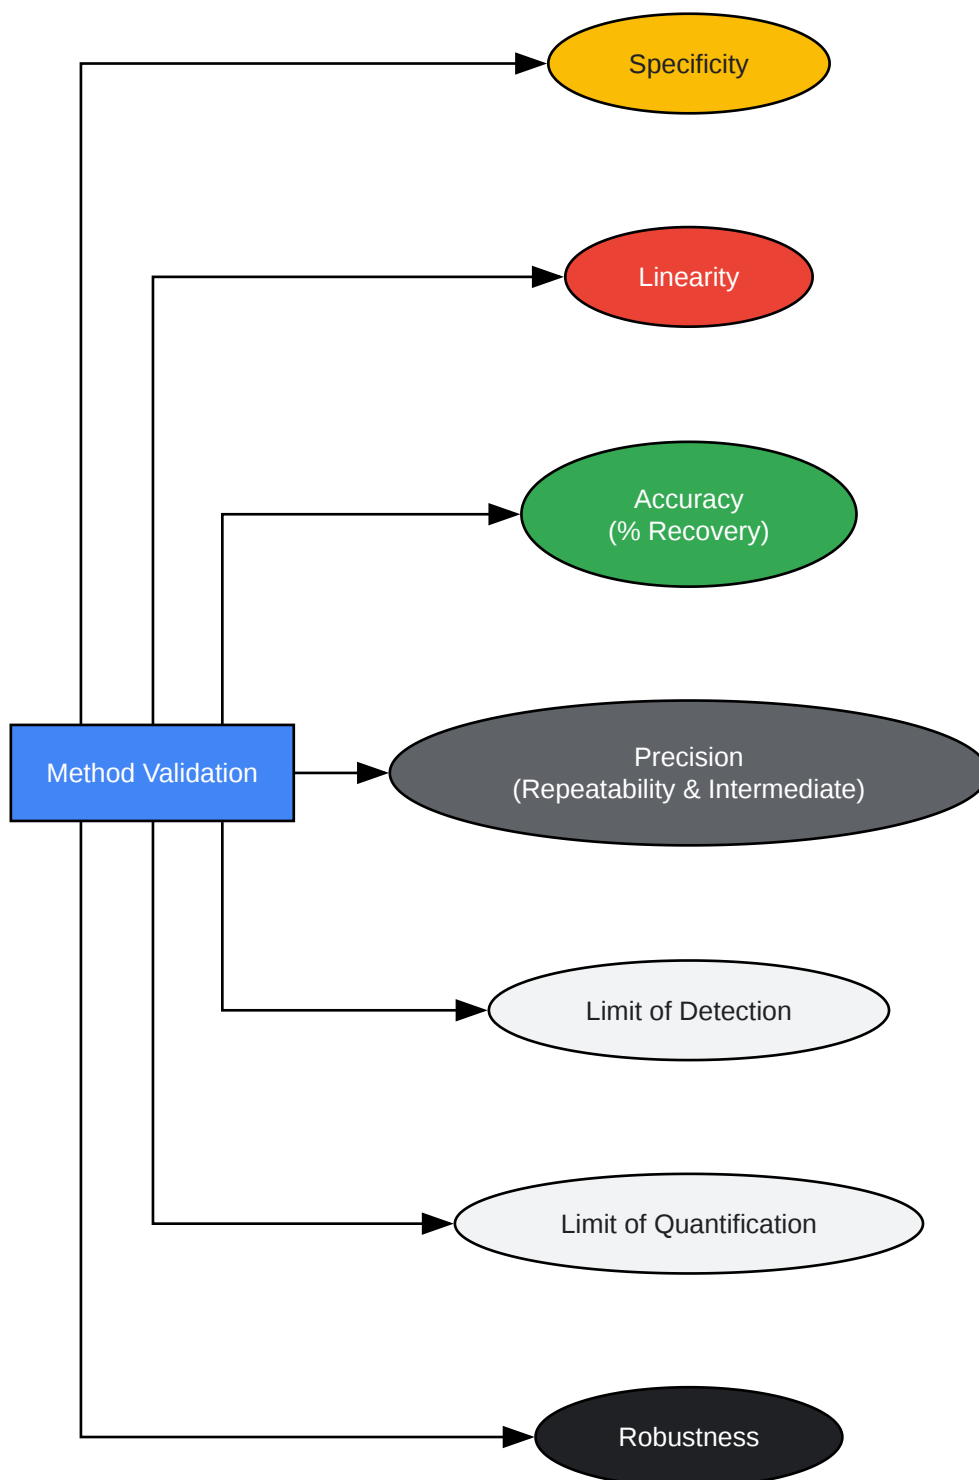 Specificity
Linearity
Accuracy
(% Recovery)
Method Validation
Precision
(Repeatability & Intermediate)
Limit of Detection
Limit of Quantification
Robustness